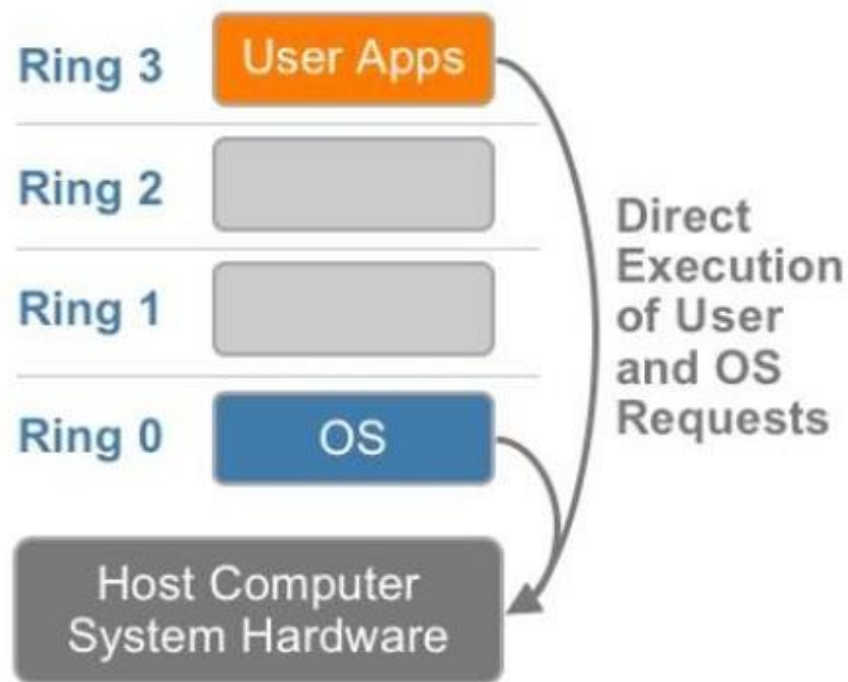 Ring 3
User Apps
Ring 2
Ring 1
Ring 0
OS
Direct
Execution
of User
and OS
Requests
Host Computer
System Hardware